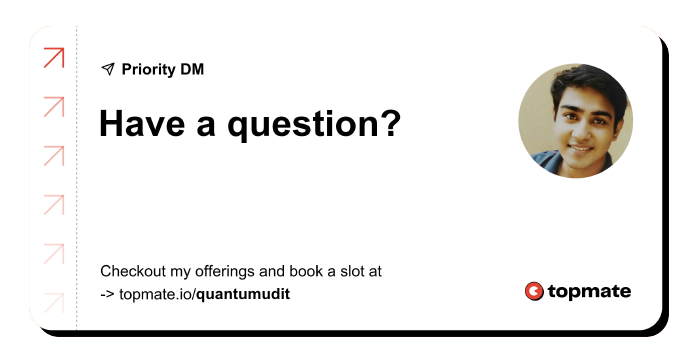 Priority DM
Have a question?
Checkout my offerings and book a slot at
-> topmate.io/quantumudit
topmate